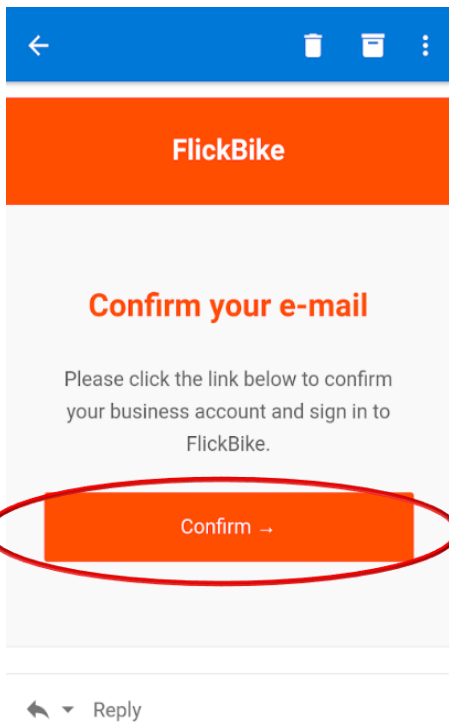 FlickBike
Confirm your e-mail
Please click the link below to confirm
your business account and sign in to
FlickBike.
Confirm →
Reply